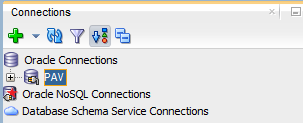 Connections
Oracle Connections
PAV
Oracle NoSQL Connections
Database Schema Service Connections